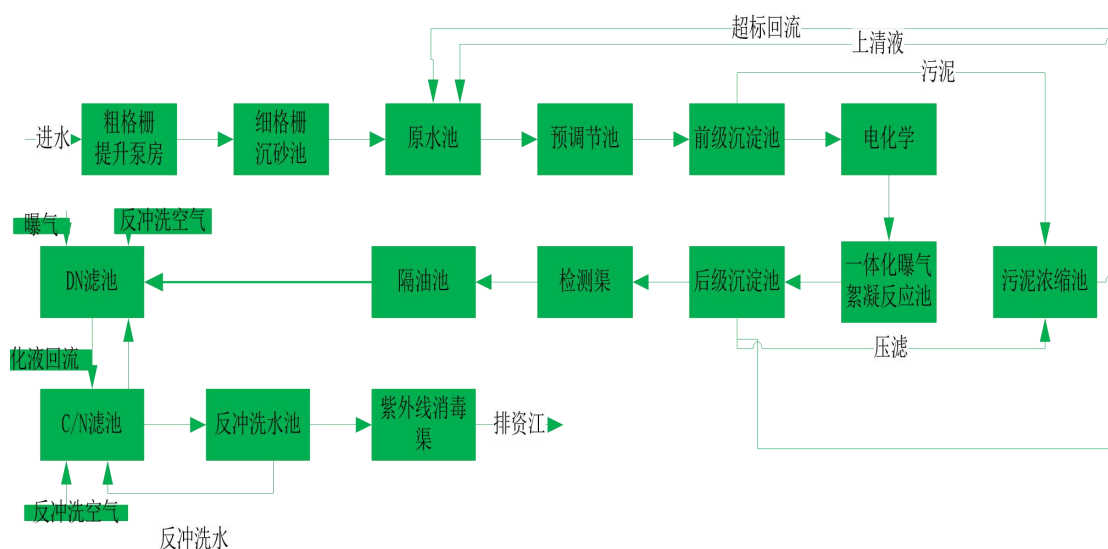 超标回流
上清液
污泥
进水
粗格栅
提升泵房
细格栅
沉砂池
原水池
预调节池
前级沉淀池
电化学
曝气
反冲洗空气
DN滤池
隔油池
检测渠
后级沉淀池
一体化曝气
絮凝反应池
污泥浓缩池
压滤
化液回流
C/N滤池
反冲洗水池
紫外线消毒
渠
排资江
反冲洗空气
反冲洗水